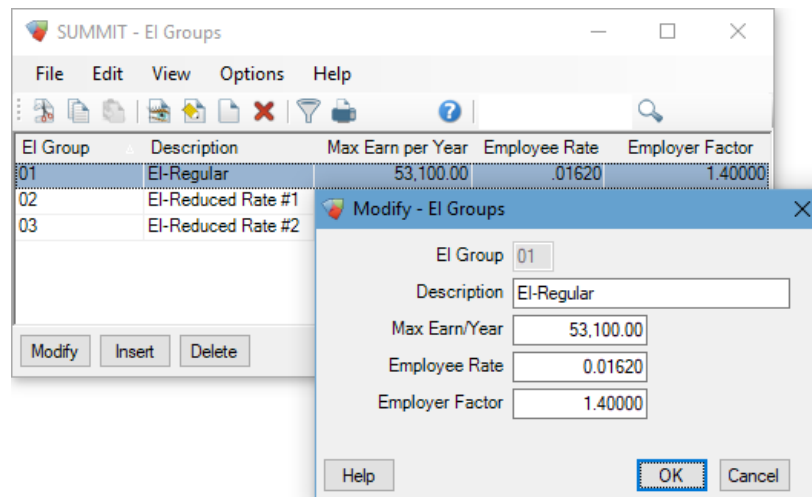 SUMMIT - EI Groups
File Edit View Options Help
EI Group Description Max Earn per Year Employee Rate Employer Factor
01 EI-Regular 53,100.00 .01620 1.40000
02 EI-Reduced Rate #1
03 EI-Reduced Rate #2
Modify Insert Delete
Modify - EI Groups
EI Group 01
Description EI-Regular
Max Earn/Year 53,100.00
Employee Rate 0.01620
Employer Factor 1.40000
Help OK Cancel